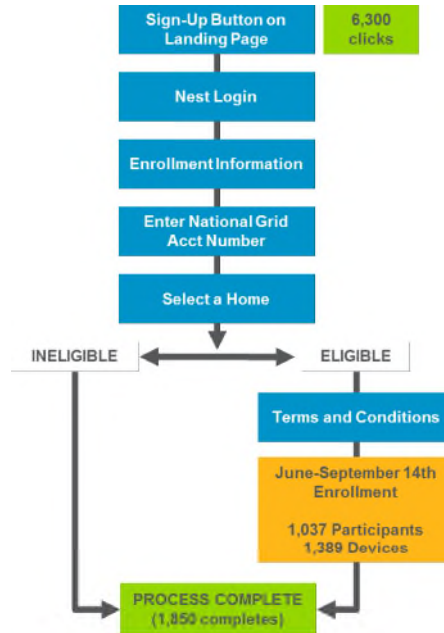 Sign-Up Button on
Landing Page
6,300
clicks
Nest Login
Enrollment Information
Enter National Grid
Acct Number
Select a Home
INELIGIBLE
ELIGIBLE
Terms and Conditions
June-September 14th
Enrollment
1,037 Participants
1,389 Devices
PROCESS COMPLETE
(1,850 completes)